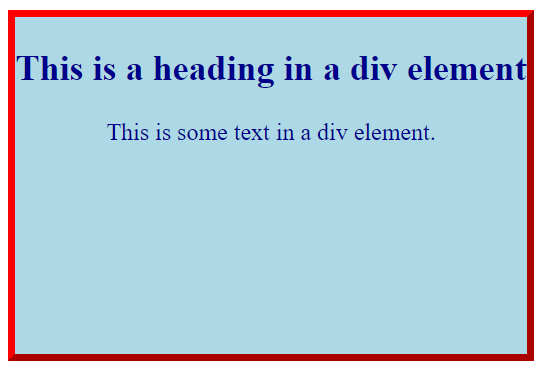 This is a heading in a div element
This is some text in a div element.